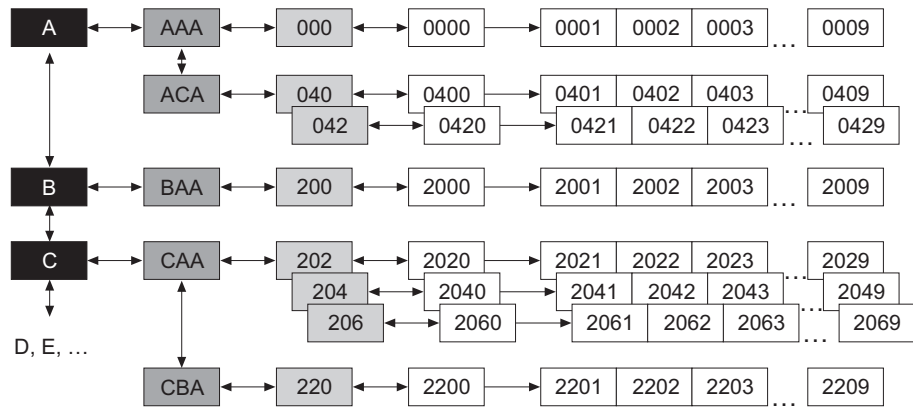 A AAA 000 0000 0001 0002 0003 ... 0009
ACA 040 0400 0401 0402 0403 ... 0409
042 0420 0421 0422 0423 ... 0429
B BAA 200 2000 2001 2002 2003 ... 2009
C CAA 202 2020 2021 2022 2023 ... 2029
204 2040 2041 2042 2043 ... 2049
206 2060 2061 2062 2063 ... 2069
D, E, ...
CBA 220 2200 2201 2202 2203 ... 2209